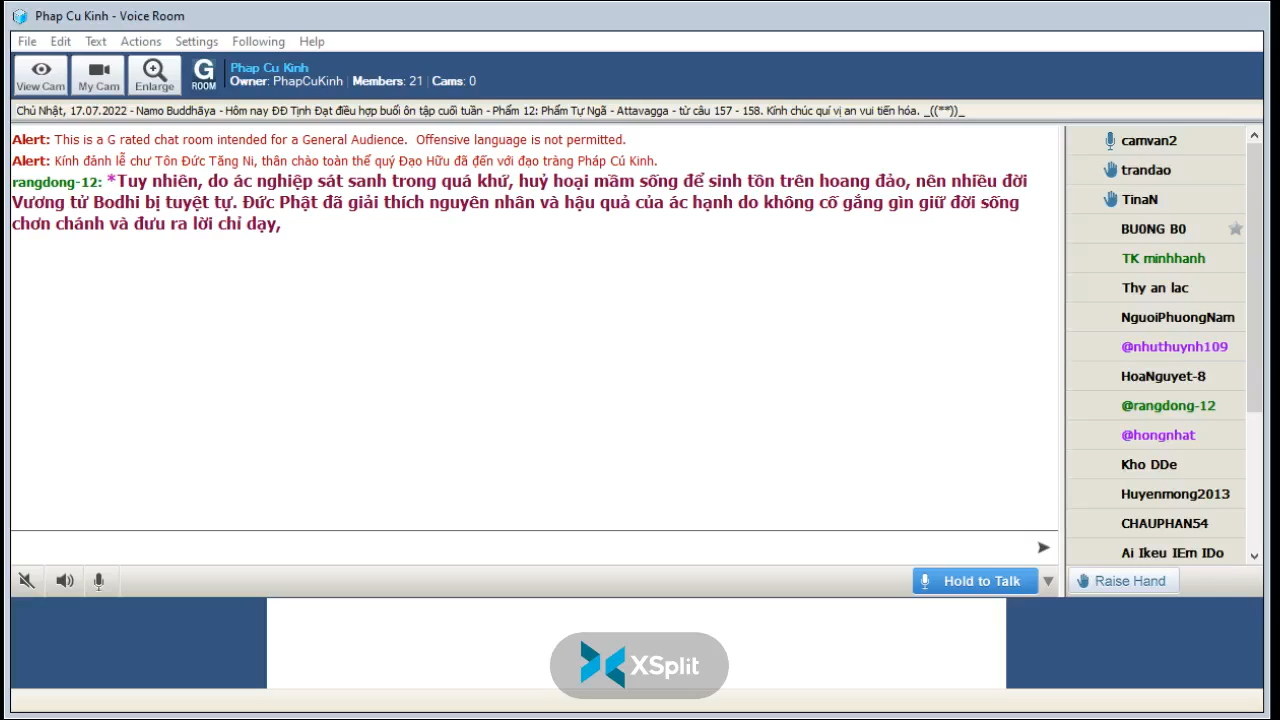 Phap Cu Kinh - Voice Room
File Edit Text Actions Settings Following Help
View Cam My Cam Enlarge G ROOM
Phap Cu Kinh
Owner: PhapCuKinh | Members: 21 | Cams: 0
Chủ Nhật, 17.07.2022 - Namo Buddhāya - Hôm nay ĐĐ Tịnh Đạt điều hợp buổi ôn tập cuối tuần - Phẩm 12: Phẩm Tự Ngã - Attavagga - từ câu 157 - 158. Kính chúc quí vị an vui tiến hóa. _((**))_
Alert: This is a G rated chat room intended for a General Audience. Offensive language is not permitted.
Alert: Kính đảnh lễ chư Tôn Đức Tăng Ni, thân chào toàn thể quý Đạo Hữu đã đến với đạo tràng Pháp Cú Kinh.
rangdong-12: *Tuy nhiên, do ác nghiệp sát sanh trong quá khứ, huỷ hoại mầm sống để sinh tồn trên hoang đảo, nên nhiều đời
Vương tử Bodhi bị tuyệt tự. Đức Phật đã giải thích nguyên nhân và hậu quả của ác hạnh do không cố gắng gìn giữ đời sống
chơn chánh và đưu ra lời chỉ dạy,
camvan2
trandao
TinaN
BU0NG B0
TK minhhanh
Thy an lac
NguoiPhuongNam
@nhuthuynh109
HoaNguyet-8
@rangdong-12
@hongnhat
Kho DDe
Huyenmong2013
CHAUPHAN54
Ai Ikeu IEm IDo
Hold to Talk
Raise Hand
XSplit